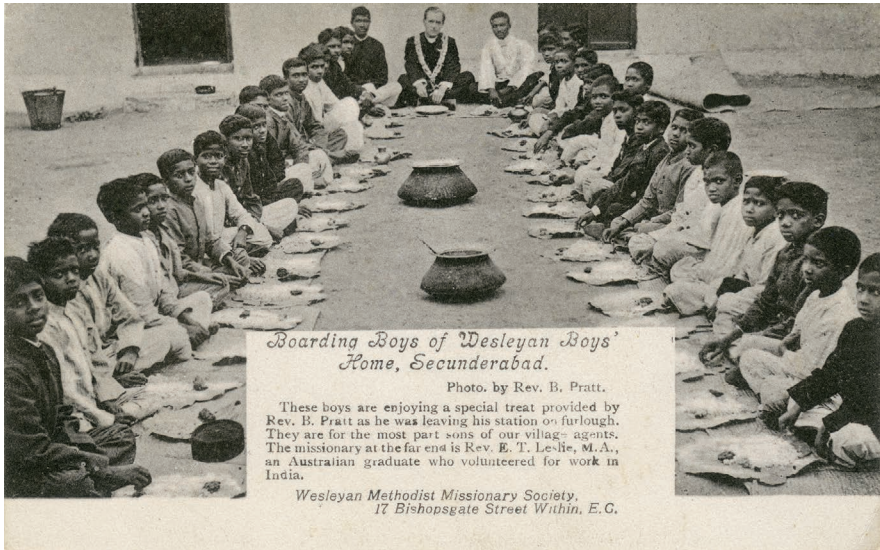 Boarding Boys of Wesleyan Boys'
Home, Secunderabad.
Photo. by Rev. B. Pratt.
These boys are enjoying a special treat provided by
Rev. B. Pratt as he was leaving his station on furlough.
They are for the most part sons of our village agents.
The missionary at the far end is Rev. E. T. Leslie, M.A.,
an Australian graduate who volunteered for work in
India.
Wesleyan Methodist Missionary Society,
17 Bishopsgate Street Within, E.C.